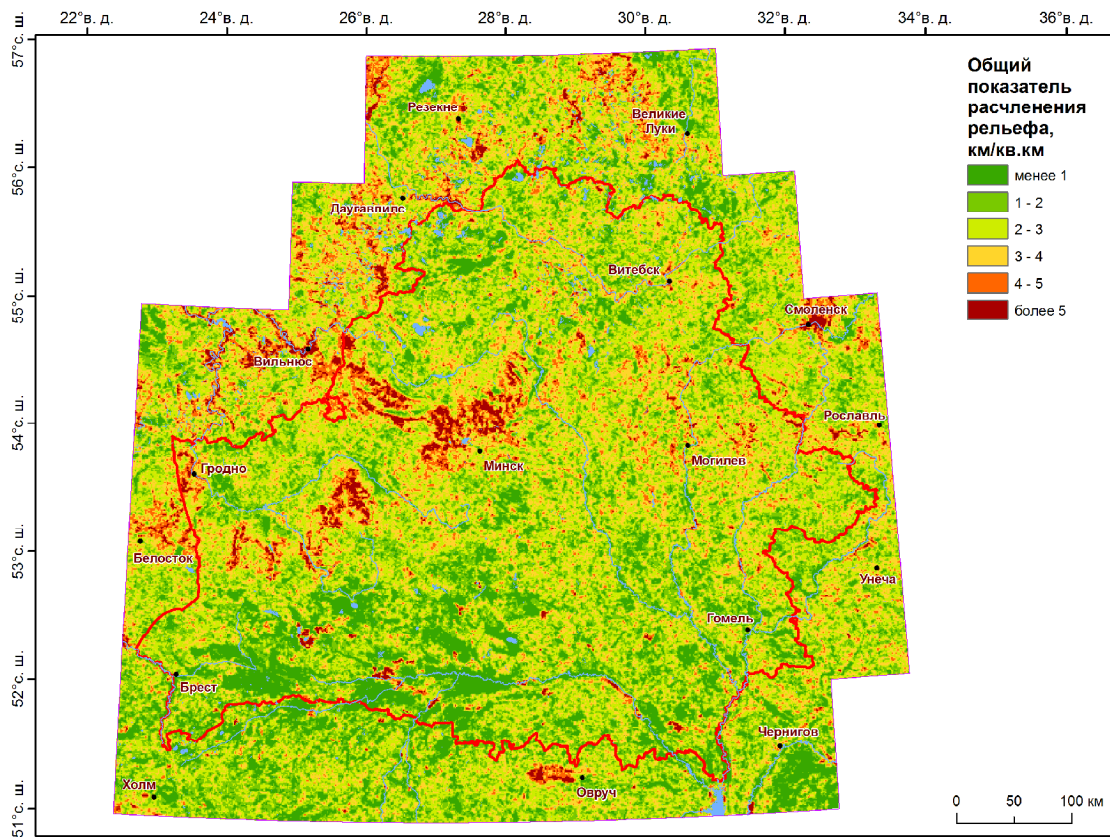 22°в. д.
24°в. д.
26°в. д.
28°в. д.
30°в. д.
32°в. д.
34°в. д.
36°в. д.
57°с. ш.
56°с. ш.
55°с. ш.
54°с. ш.
53°с. ш.
52°с. ш.
51°с. ш.
Общий
показатель
расчленения
рельефа,
км/кв.км
менее 1
1 - 2
2 - 3
3 - 4
4 - 5
более 5
Резекне
Великие
Луки
Даугавпилс
Витебск
Смоленск
Вильнюс
Рославль
Минск
Могилев
Гродно
Белосток
Унеча
Гомель
Брест
Чернигов
Холм
Овруч
0 50 100 км